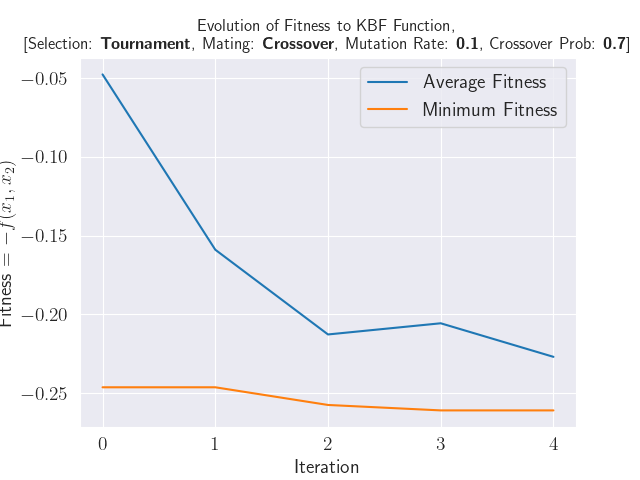 Evolution of Fitness to KBF Function,
[Selection: Tournament, Mating: Crossover, Mutation Rate: 0.1, Crossover Prob: 0.7]
Average Fitness
Minimum Fitness
−0.05
−0.10
−0.15
−0.20
−0.25
Fitness = −f(x₁, x₂)
0 1 2 3 4
Iteration